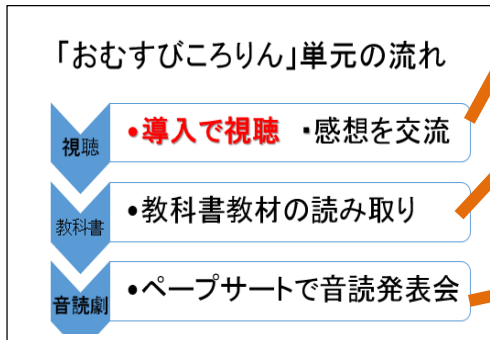 「おむすびころりん」単元の流れ
視聴
•導入で視聴 ・感想を交流
教科書
•教科書教材の読み取り
音読劇
•ペープサートで音読発表会